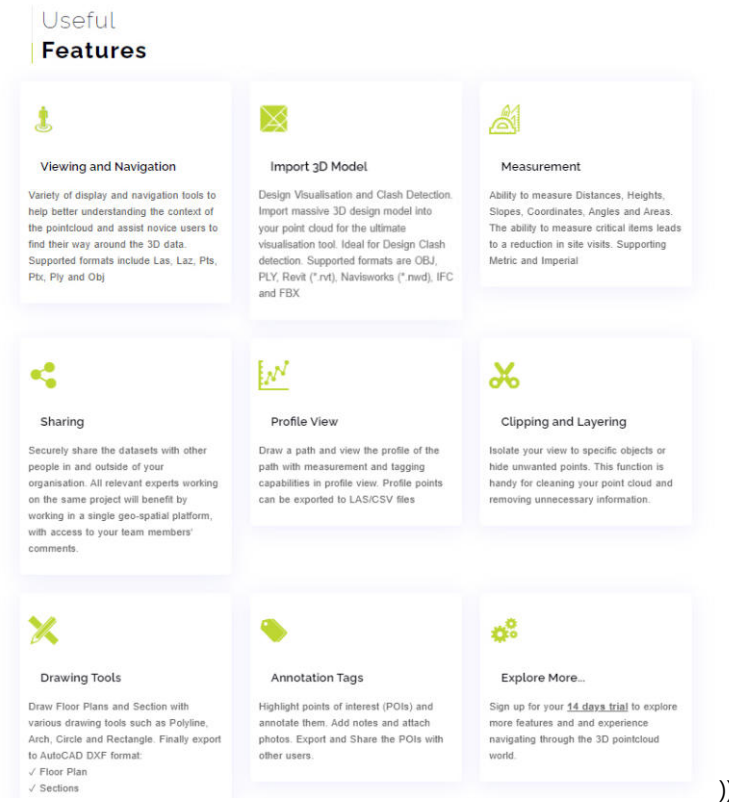 Useful
Features
Viewing and Navigation
Variety of display and navigation tools to
help better understanding the context of
the pointcloud and assist novice users to
find their way around the 3D data.
Supported formats include Las, Laz, Pts,
Ptx, Ply and Obj
Import 3D Model
Design Visualisation and Clash Detection.
Import massive 3D design model into
your point cloud for the ultimate
visualisation tool. Ideal for Design Clash
detection. Supported formats are OBJ,
PLY, Revit (*.rvt), Navisworks (*.nwd), IFC
and FBX
Measurement
Ability to measure Distances, Heights,
Slopes, Coordinates, Angles and Areas.
The ability to measure critical items leads
to a reduction in site visits. Supporting
Metric and Imperial
Sharing
Securely share the datasets with other
people in and outside of your
organisation. All relevant experts working
on the same project will benefit by
working in a single geo-spatial platform,
with access to your team members'
comments.
Profile View
Draw a path and view the profile of the
path with measurement and tagging
capabilities in profile view. Profile points
can be exported to LAS/CSV files
Clipping and Layering
Isolate your view to specific objects or
hide unwanted points. This function is
handy for cleaning your point cloud and
removing unnecessary information.
Drawing Tools
Draw Floor Plans and Section with
various drawing tools such as Polyline,
Arch, Circle and Rectangle. Finally export
to AutoCAD DXF format:
√ Floor Plan
√ Sections
Annotation Tags
Highlight points of interest (POIs) and
annotate them. Add notes and attach
photos. Export and Share the POIs with
other users.
Explore More...
Sign up for your 14 days trial to explore
more features and and experience
navigating through the 3D pointcloud
world.
))